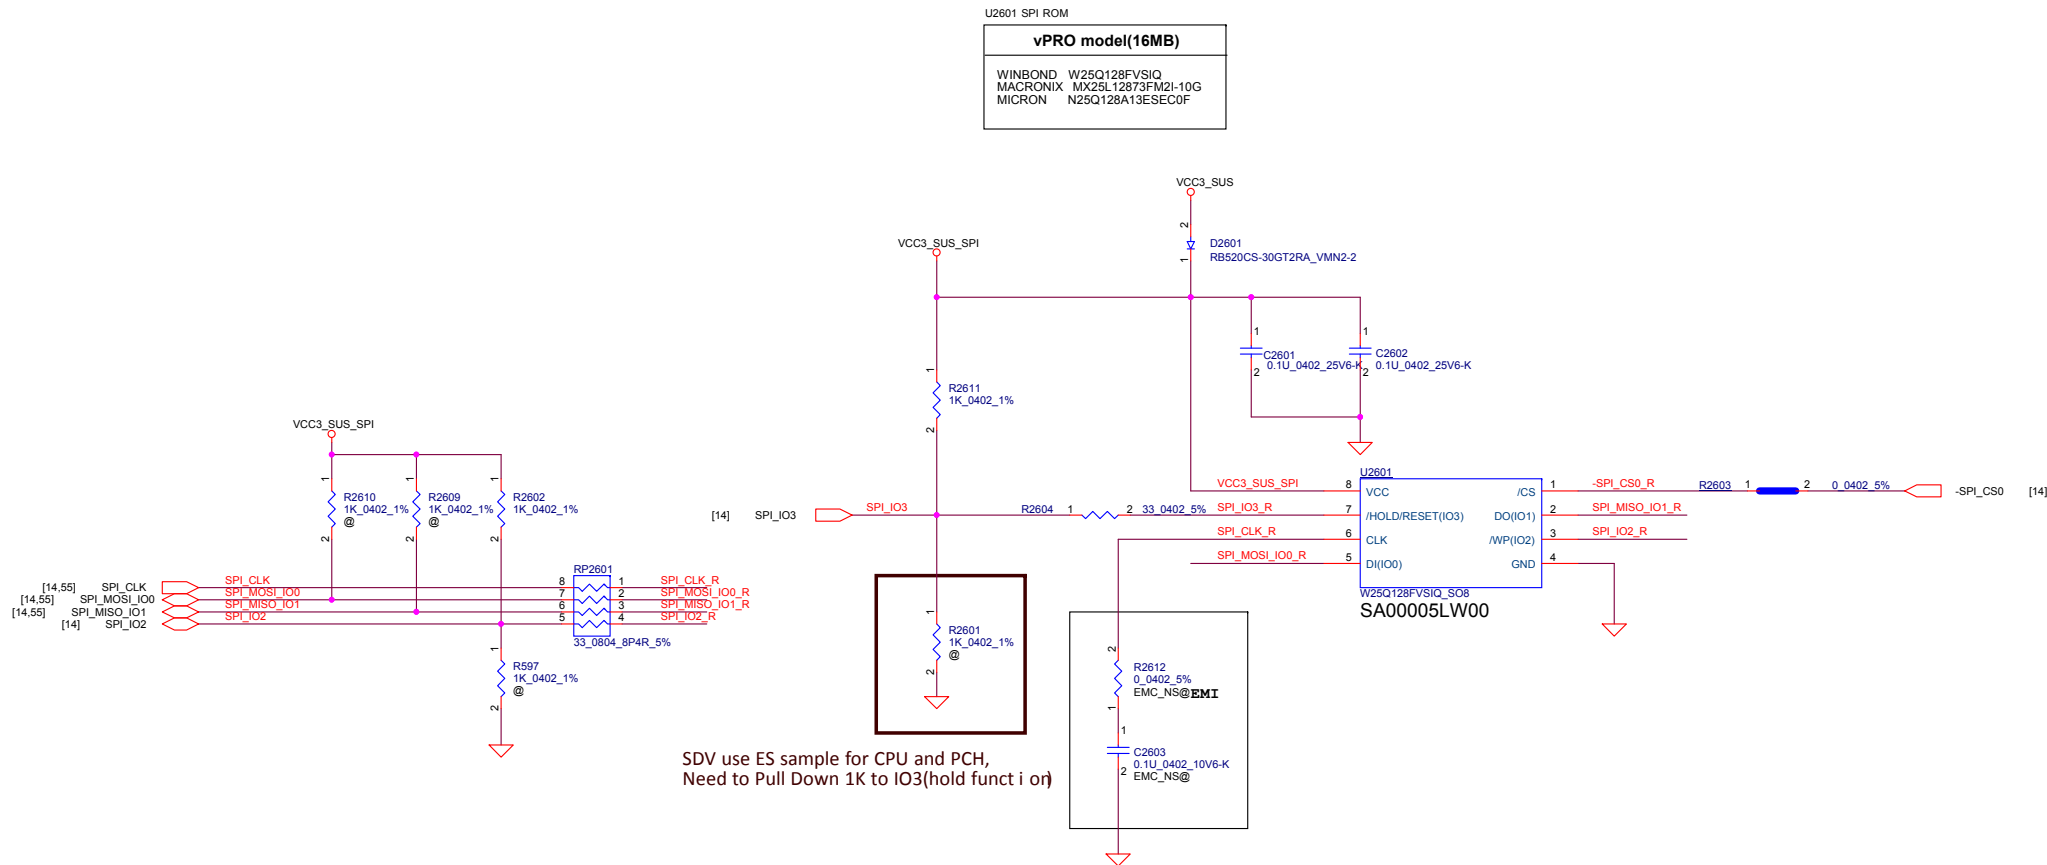 U2601 SPI ROM
vPRO model(16MB)
WINBOND W25Q128FVSIQ
MACRONIX MX25L12873FM2I-10G
MICRON N25Q128A13ESEC0F
VCC3_SUS
2
D2601
RB520CS-30GT2RA_VMN2-2
1
VCC3_SUS_SPI
1
R2611
1K_0402_1%
2
1
C2601
0.1U_0402_25V6-K
2
1
C2602
0.1U_0402_25V6-K
2
VCC3_SUS_SPI
1
R2610
1K_0402_1%
@
2
1
R2609
1K_0402_1%
@
2
1
R2602
1K_0402_1%
2
[14,55] SPI_CLK SPI_CLK
[14,55] SPI_MOSI_IO0 SPI_MOSI_IO0
[14,55] SPI_MISO_IO1 SPI_MISO_IO1
[14] SPI_IO2 SPI_IO2
RP2601
8 1 SPI_CLK_R
7 2 SPI_MOSI_IO0_R
6 3 SPI_MISO_IO1_R
5 4 SPI_IO2_R
33_0804_8P4R_5%
1
R597
1K_0402_1%
@
2
[14] SPI_IO3 SPI_IO3
R2604 1 2 33_0402_5%
1
R2601
1K_0402_1%
@
2
SDV use ES sample for CPU and PCH,
Need to Pull Down 1K to IO3(hold funct i on)
U2601
VCC3_SUS_SPI 8 VCC /CS 1 -SPI_CS0_R R2603 1 2 0_0402_5% -SPI_CS0 [14]
SPI_IO3_R 7 /HOLD/RESET(IO3) DO(IO1) 2 SPI_MISO_IO1_R
SPI_CLK_R 6 CLK /WP(IO2) 3 SPI_IO2_R
SPI_MOSI_IO0_R 5 DI(IO0) GND 4
W25Q128FVSIQ_SO8
SA00005LW00
2
R2612
0_0402_5%
EMC_NS@EMI
1
1
C2603
0.1U_0402_10V6-K
2
EMC_NS@